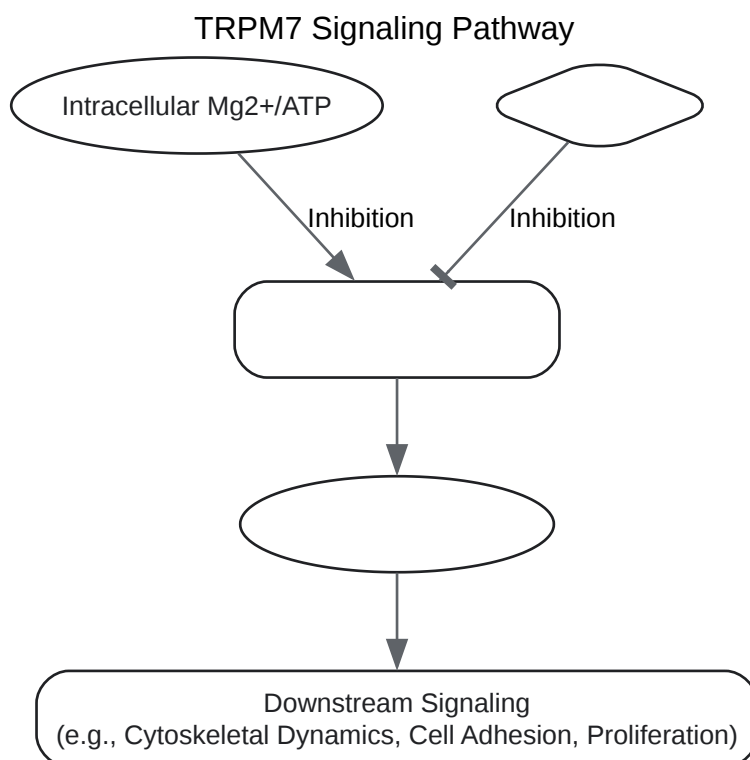 TRPM7 Signaling Pathway
Intracellular Mg2+/ATP
Inhibition
Inhibition
Downstream Signaling
(e.g., Cytoskeletal Dynamics, Cell Adhesion, Proliferation)